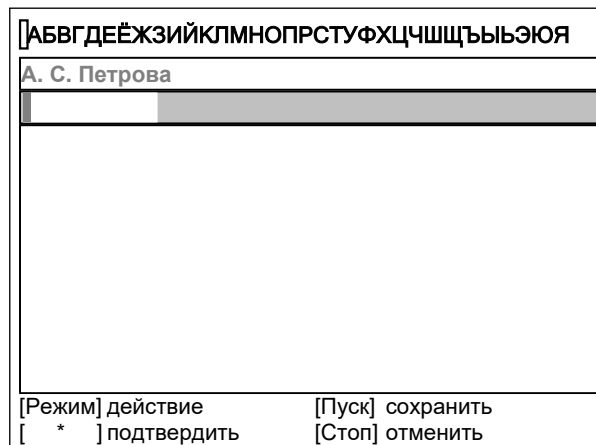 АБВГДЕЁЖЗИЙКЛМНОПРСТУФХЦЧШЩЪЫЬЭЮЯ
А. С. Петрова
[Режим] действие [Пуск] сохранить
[ * ] подтвердить [Стоп] отменить